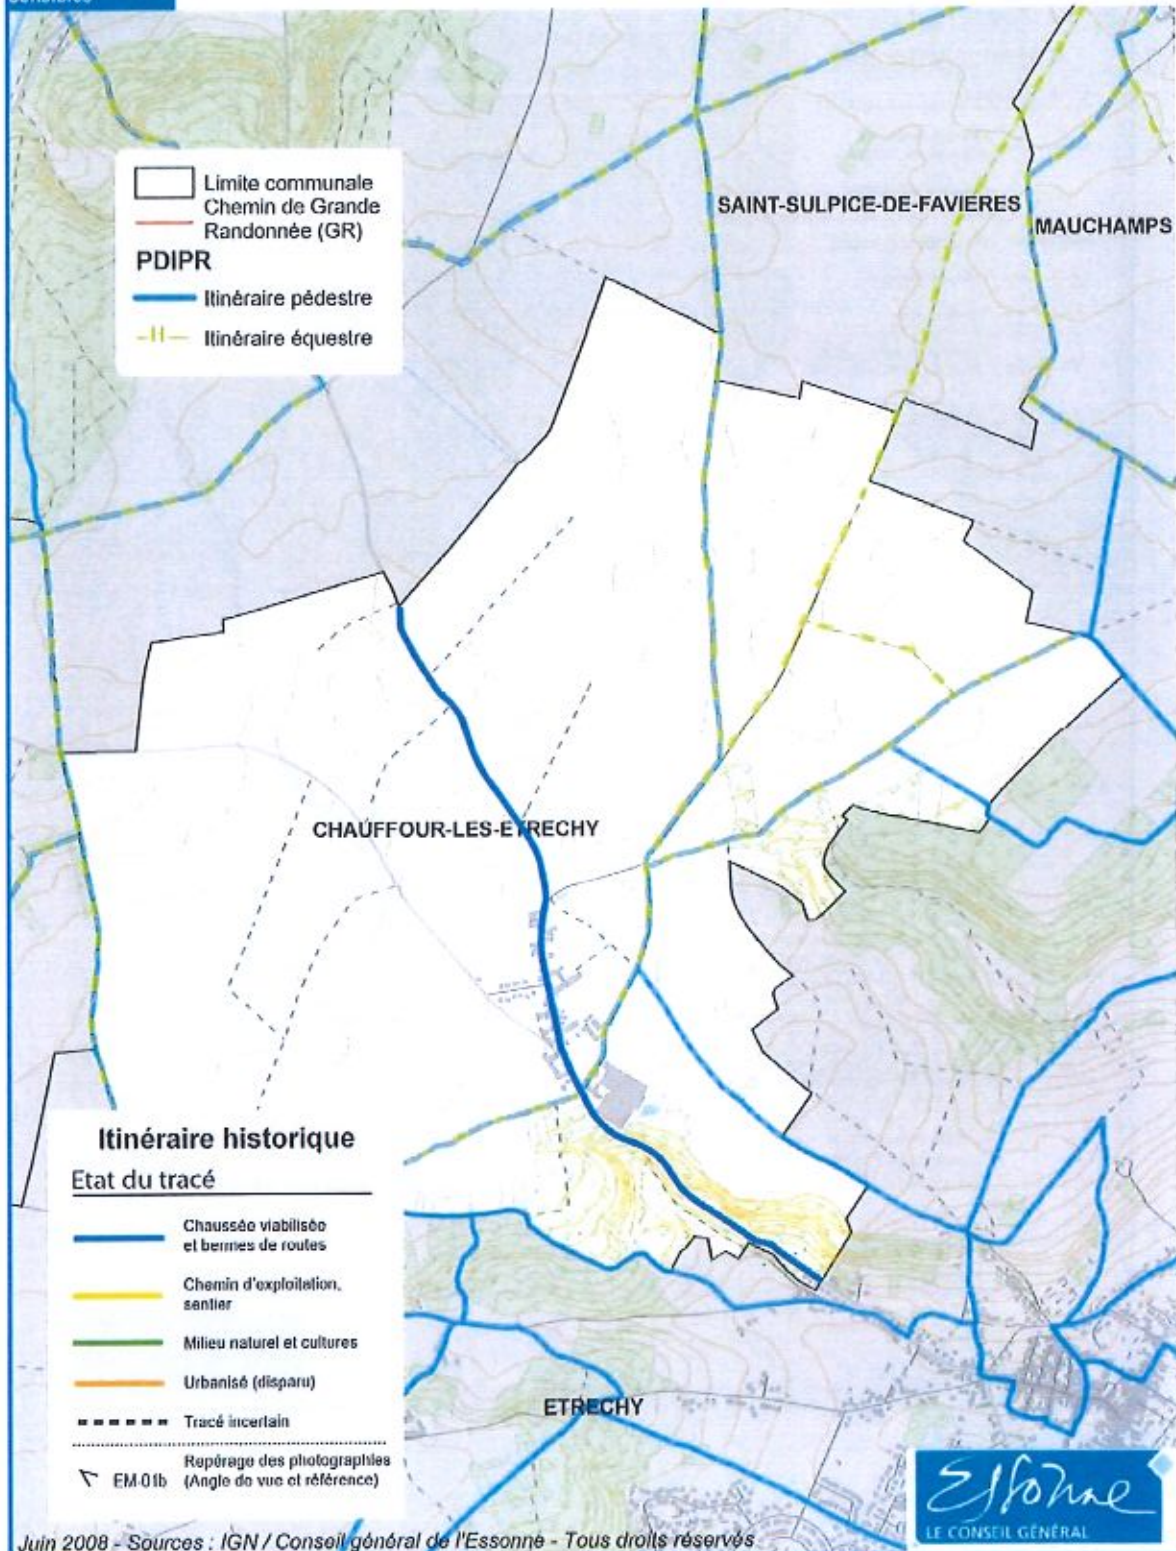 Limite communale
Chemin de Grande
Randonnée (GR)
PDIPR
Itinéraire pédestre
Itinéraire équestre
SAINT-SULPICE-DE-FAVIERES
MAUCHAMPS
CHAUFFOUR-LES-ETRECHY
Itinéraire historique
Etat du tracé
Chaussée viabilisée
et bermes de routes
Chemin d'exploitation,
sentier
Milieu naturel et cultures
Urbanisé (disparu)
Tracé incertain
Repérage des photographies
EM-01b (Angle de vue et référence)
ETRECHY
Essonne
LE CONSEIL GÉNÉRAL
Juin 2008 - Sources : IGN / Conseil général de l'Essonne - Tous droits réservés